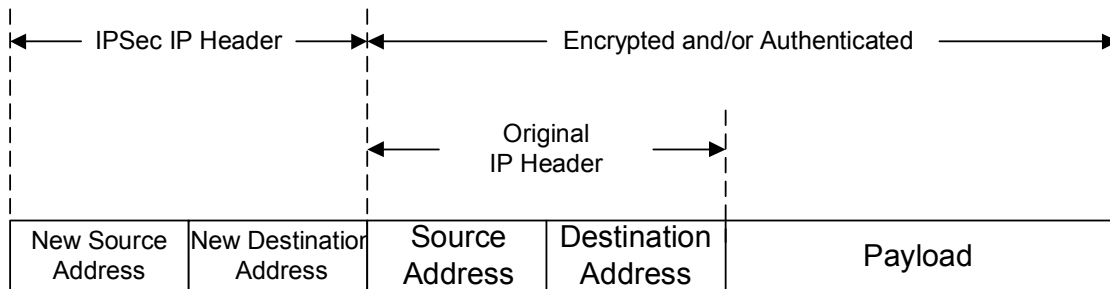 IPSec IP Header
Encrypted and/or Authenticated
Original
IP Header
New Source
Address
New Destination
Address
Source
Address
Destination
Address
Payload